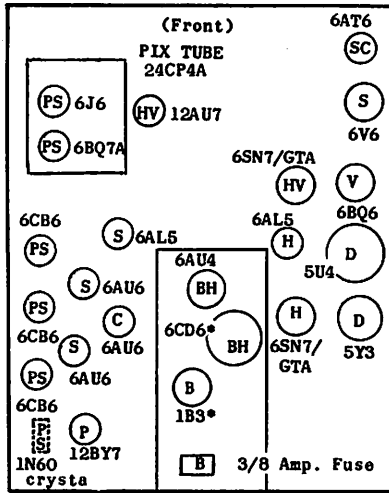 (Front)
6AT6
SC
PIX TUBE
24CP4A
PS 6J6
HV 12AU7
S
6V6
PS 6BQ7A
6SN7/GTA
HV
V
6BQ6
6CB6
PS
S 6AL5
6AL5
H
D
5U4
6AU4
BH
S
6AU6
PS
6CB6
C
6AU6
6CD6*
BH
H
6SN7/
GTA
D
5Y3
S
6AU6
PS
6CB6
B
1B3*
P
S
1N60
crysta
P
12BY7
B 3/8 Amp. Fuse